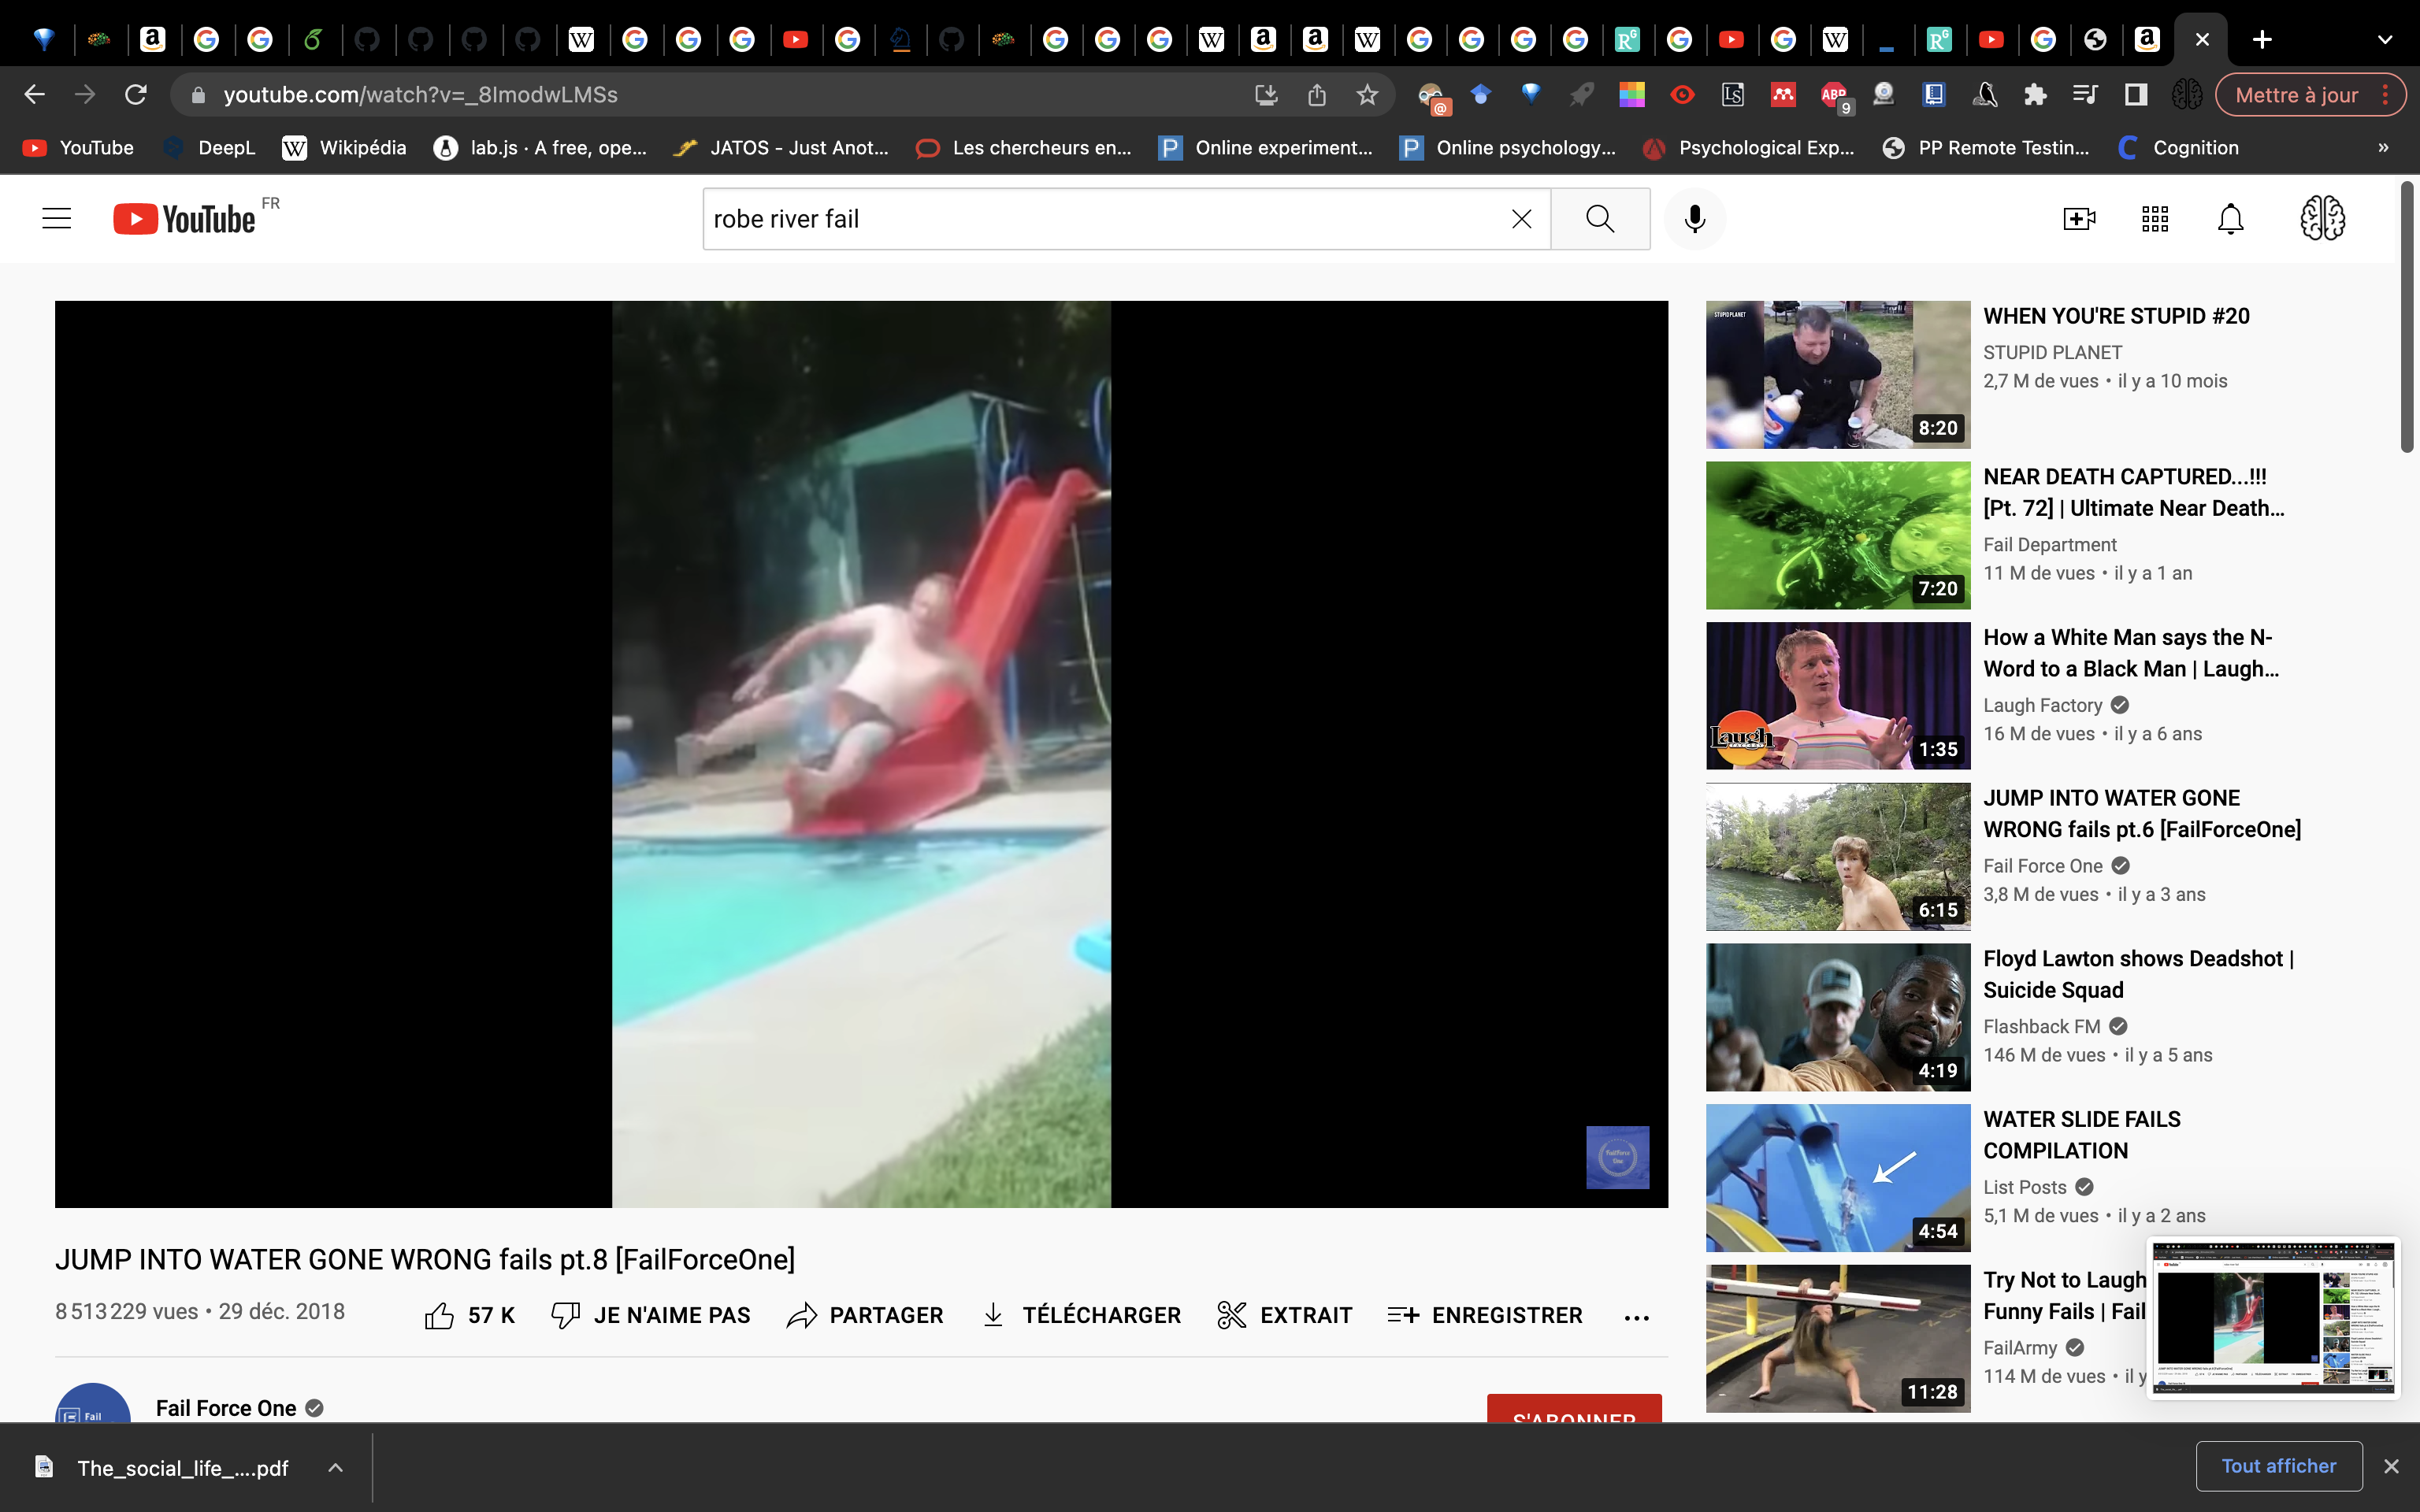 youtube.com/watch?v=_8ImodwLMSs
ABP
9
@
Mettre à jour
YouTube
DeepL
Wikipédia
lab.js · A free, ope...
JATOS - Just Anot...
Les chercheurs en...
Online experiment...
Online psychology...
Psychological Exp...
PP Remote Testin...
Cognition
»
YouTube FR
robe river fail
WHEN YOU'RE STUPID #20
STUPID PLANET
2,7 M de vues • il y a 10 mois
STUPID PLANET
8:20
NEAR DEATH CAPTURED...!!!
[Pt. 72] | Ultimate Near Death...
Fail Department
11 M de vues • il y a 1 an
7:20
How a White Man says the N-
Word to a Black Man | Laugh...
Laugh Factory
16 M de vues • il y a 6 ans
Laugh
1:35
JUMP INTO WATER GONE
WRONG fails pt.6 [FailForceOne]
Fail Force One
3,8 M de vues • il y a 3 ans
6:15
Floyd Lawton shows Deadshot |
Suicide Squad
Flashback FM
146 M de vues • il y a 5 ans
4:19
WATER SLIDE FAILS
COMPILATION
List Posts
5,1 M de vues • il y a 2 ans
4:54
Try Not to Laugh
Funny Fails | Fail
FailArmy
114 M de vues • il y
11:28
JUMP INTO WATER GONE WRONG fails pt.8 [FailForceOne]
8 513 229 vues • 29 déc. 2018
57 K
JE N'AIME PAS
PARTAGER
TÉLÉCHARGER
EXTRAIT
ENREGISTRER
Fail
Fail Force One
S'ABONNER
The_social_life_....pdf
Tout afficher